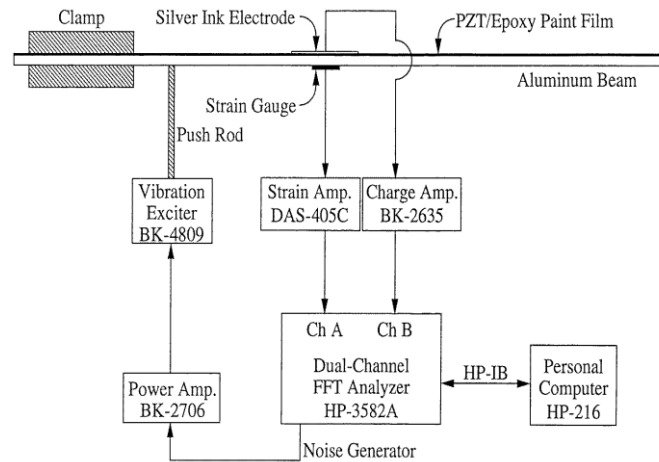 Clamp
Silver Ink Electrode
PZT/Epoxy Paint Film
Aluminum Beam
Strain Gauge
Push Rod
Vibration
Exciter
BK-4809
Strain Amp.
DAS-405C
Charge Amp.
BK-2635
Ch A
Ch B
Dual-Channel
FFT Analyzer
HP-3582A
HP-IB
Personal
Computer
HP-216
Power Amp.
BK-2706
Noise Generator